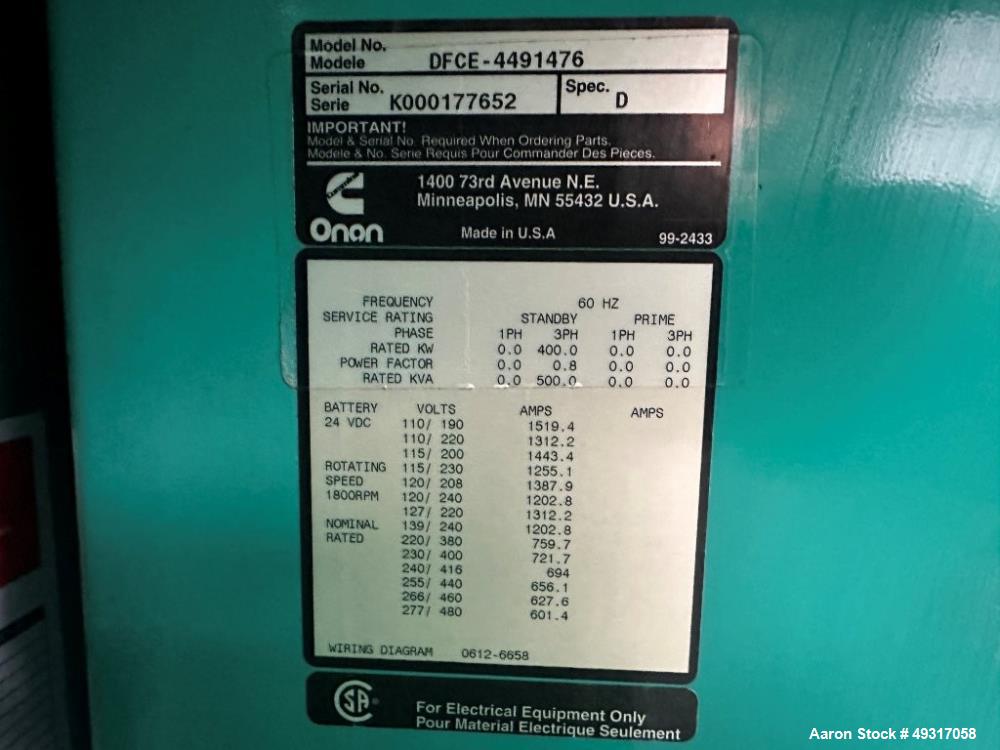 Model No.
Modele DFCE-4491476
Serial No. Spec.
Serie K000177652 D
IMPORTANT!
Model & Serial No. Required When Ordering Parts.
Modele & No. Serie Requis Pour Commander Des Pieces.
1400 73rd Avenue N.E.
Minneapolis, MN 55432 U.S.A.
Onan Made in U.S.A 99-2433
FREQUENCY 60 HZ
SERVICE RATING STANDBY PRIME
PHASE 1PH 3PH 1PH 3PH
RATED KW 0.0 400.0 0.0 0.0
POWER FACTOR 0.0 0.8 0.0 0.0
RATED KVA 0.0 500.0 0.0 0.0
BATTERY VOLTS AMPS AMPS
24 VDC 110/ 190 1519.4
110/ 220 1312.2
115/ 200 1443.4
ROTATING 115/ 230 1255.1
SPEED 120/ 208 1387.9
1800RPM 120/ 240 1202.8
127/ 220 1312.2
NOMINAL 139/ 240 1202.8
RATED 220/ 380 759.7
230/ 400 721.7
240/ 416 694
255/ 440 656.1
266/ 460 627.6
277/ 480 601.4
WIRING DIAGRAM 0612-6658
SA ®
For Electrical Equipment Only
Pour Material Electrique Seulement
Aaron Stock # 49317058